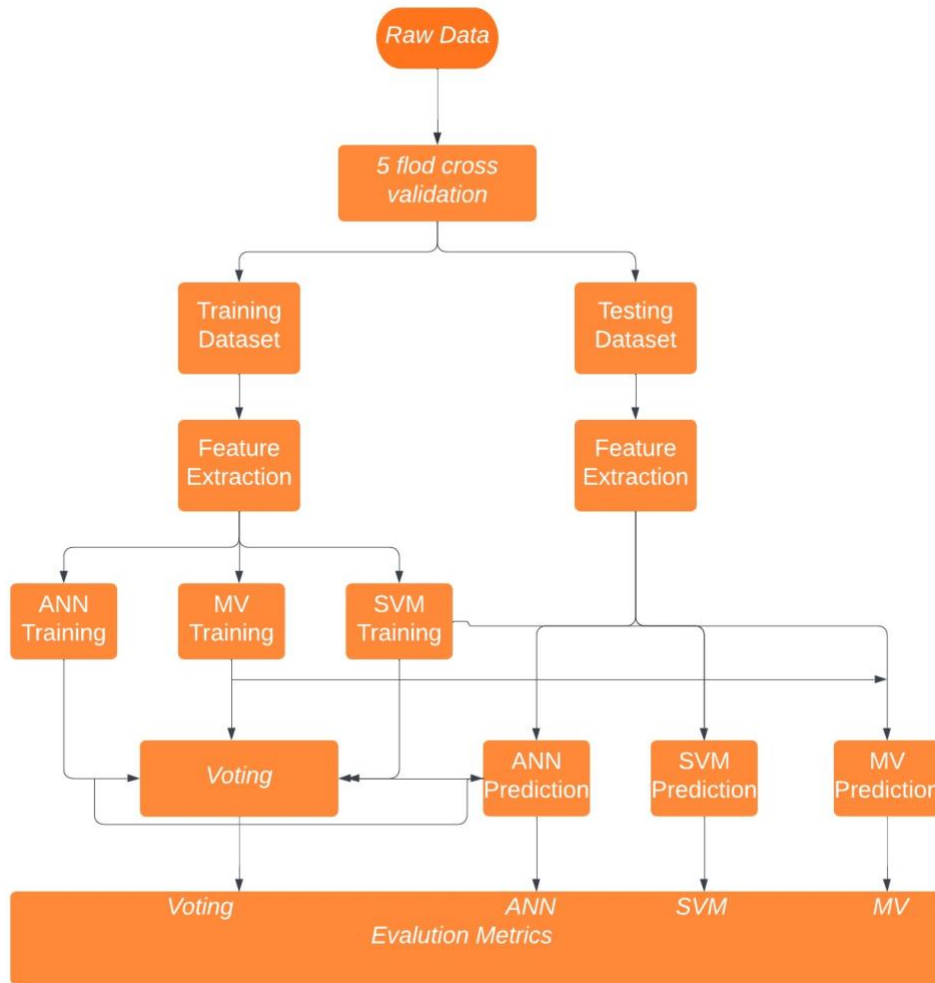 Raw Data
5 flod cross
validation
Training
Dataset
Testing
Dataset
Feature
Extraction
Feature
Extraction
ANN
Training
MV
Training
SVM
Training
Voting
ANN
Prediction
SVM
Prediction
MV
Prediction
Voting
ANN
SVM
MV
Evalution Metrics